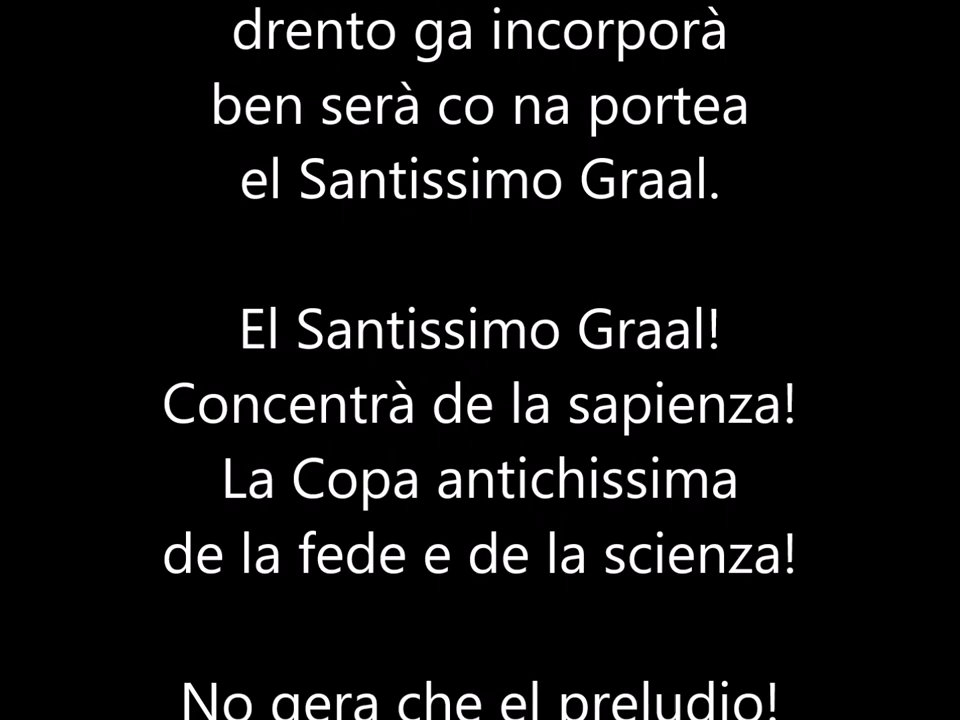 drento ga incorporà
ben serà co na portea
el Santissimo Graal.
El Santissimo Graal!
Concentrà de la sapienza!
La Copa antichissima
de la fede e de la scienza!
No gera che el preludio!